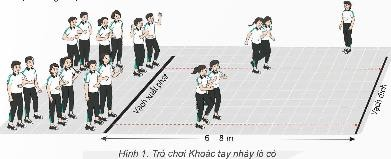 Vạch xuất phát
Vạch đích
6 – 8 m
Hình 1. Trò chơi Khoác tay nhảy lò cò